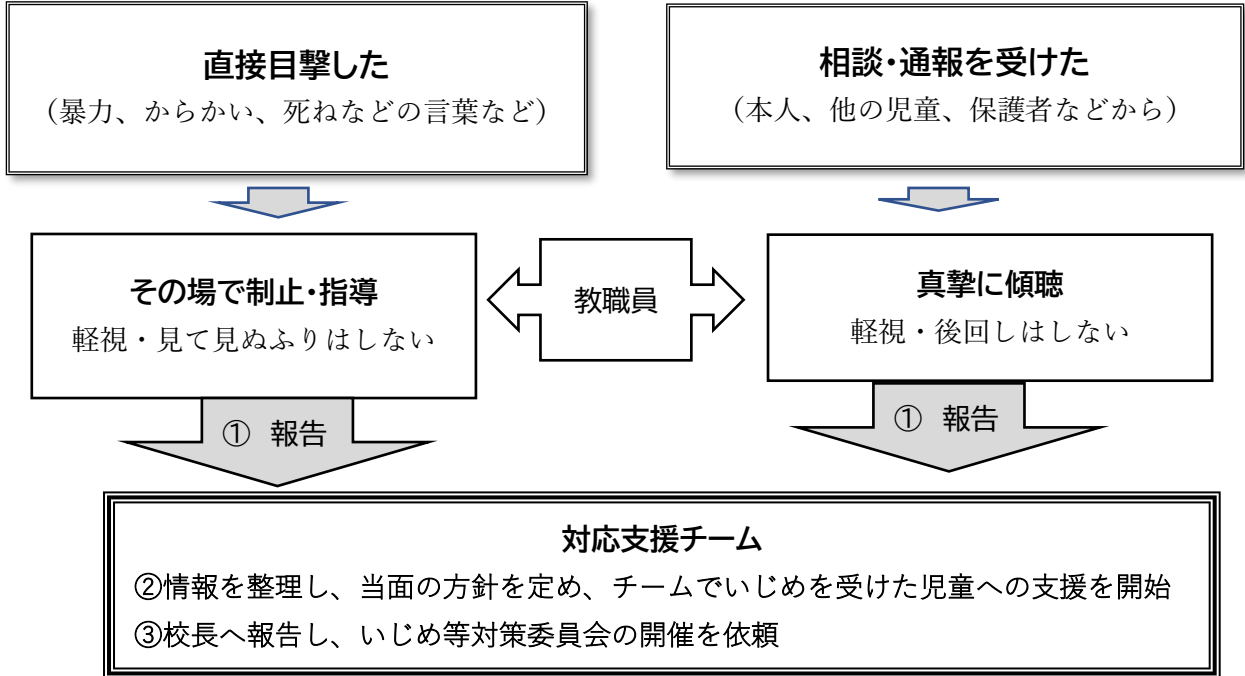 直接目撃した
（暴力、からかい、死ねなどの言葉など）
相談・通報を受けた
（本人、他の児童、保護者などから）
その場で制止・指導
軽視・見て見ぬふりはしない
教職員
真摯に傾聴
軽視・後回しはしない
① 報告
① 報告
対応支援チーム
②情報を整理し、当面の方針を定め、チームでいじめを受けた児童への支援を開始
③校長へ報告し、いじめ等対策委員会の開催を依頼